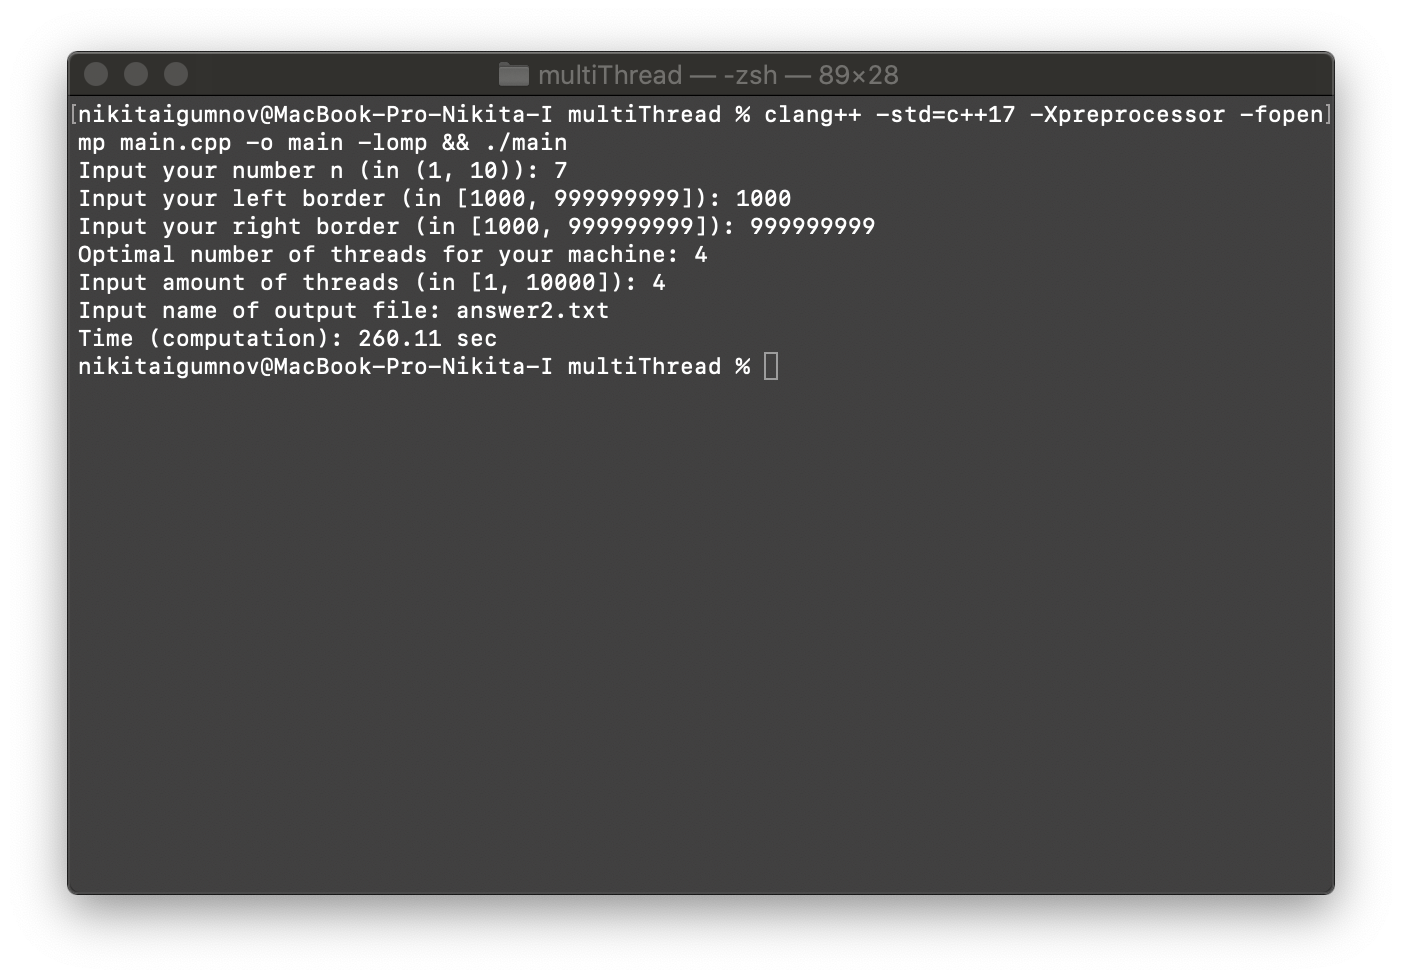 multiThread — -zsh — 89×28
[nikitaigumnov@MacBook-Pro-Nikita-I multiThread % clang++ -std=c++17 -Xpreprocessor -fopen]
mp main.cpp -o main -lomp && ./main
Input your number n (in (1, 10)): 7
Input your left border (in [1000, 999999999]): 1000
Input your right border (in [1000, 999999999]): 999999999
Optimal number of threads for your machine: 4
Input amount of threads (in [1, 10000]): 4
Input name of output file: answer2.txt
Time (computation): 260.11 sec
nikitaigumnov@MacBook-Pro-Nikita-I multiThread %